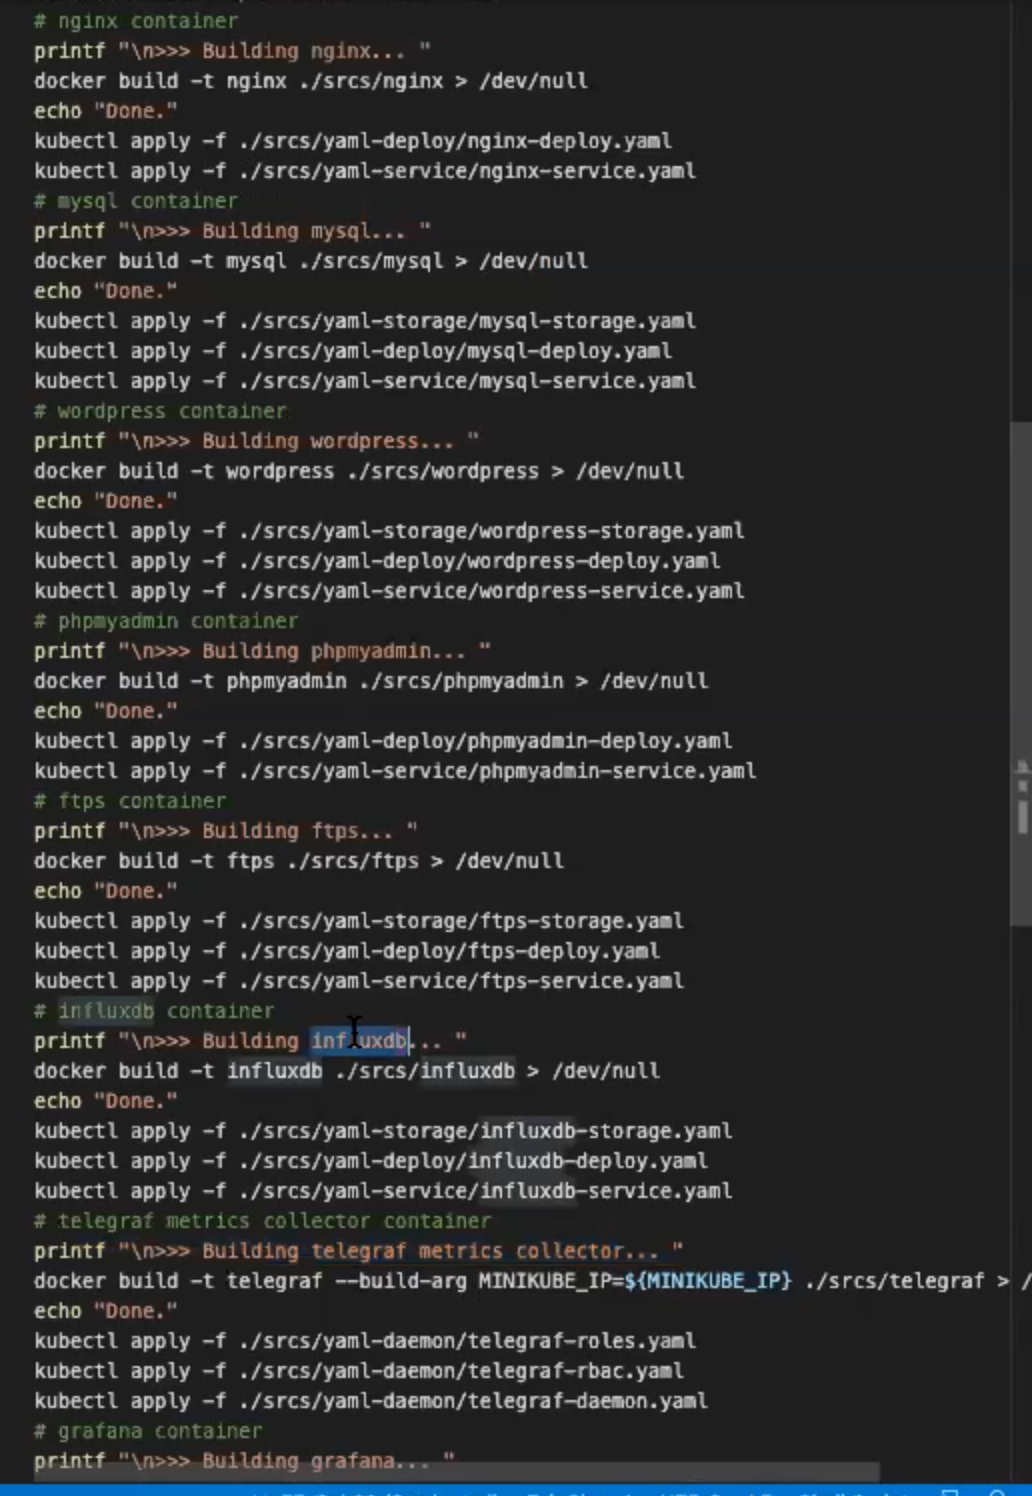 # nginx container
printf "\n>>> Building nginx... "
docker build -t nginx ./srcs/nginx > /dev/null
echo "Done."
kubectl apply -f ./srcs/yaml-deploy/nginx-deploy.yaml
kubectl apply -f ./srcs/yaml-service/nginx-service.yaml
# mysql container
printf "\n>>> Building mysql... "
docker build -t mysql ./srcs/mysql > /dev/null
echo "Done."
kubectl apply -f ./srcs/yaml-storage/mysql-storage.yaml
kubectl apply -f ./srcs/yaml-deploy/mysql-deploy.yaml
kubectl apply -f ./srcs/yaml-service/mysql-service.yaml
# wordpress container
printf "\n>>> Building wordpress... "
docker build -t wordpress ./srcs/wordpress > /dev/null
echo "Done."
kubectl apply -f ./srcs/yaml-storage/wordpress-storage.yaml
kubectl apply -f ./srcs/yaml-deploy/wordpress-deploy.yaml
kubectl apply -f ./srcs/yaml-service/wordpress-service.yaml
# phpmyadmin container
printf "\n>>> Building phpmyadmin... "
docker build -t phpmyadmin ./srcs/phpmyadmin > /dev/null
echo "Done."
kubectl apply -f ./srcs/yaml-deploy/phpmyadmin-deploy.yaml
kubectl apply -f ./srcs/yaml-service/phpmyadmin-service.yaml
# ftps container
printf "\n>>> Building ftps... "
docker build -t ftps ./srcs/ftps > /dev/null
echo "Done."
kubectl apply -f ./srcs/yaml-storage/ftps-storage.yaml
kubectl apply -f ./srcs/yaml-deploy/ftps-deploy.yaml
kubectl apply -f ./srcs/yaml-service/ftps-service.yaml
# influxdb container
printf "\n>>> Building influxdb... "
docker build -t influxdb ./srcs/influxdb > /dev/null
echo "Done."
kubectl apply -f ./srcs/yaml-storage/influxdb-storage.yaml
kubectl apply -f ./srcs/yaml-deploy/influxdb-deploy.yaml
kubectl apply -f ./srcs/yaml-service/influxdb-service.yaml
# telegraf metrics collector container
printf "\n>>> Building telegraf metrics collector... "
docker build -t telegraf --build-arg MINIKUBE_IP=${MINIKUBE_IP} ./srcs/telegraf > /
echo "Done."
kubectl apply -f ./srcs/yaml-daemon/telegraf-roles.yaml
kubectl apply -f ./srcs/yaml-daemon/telegraf-rbac.yaml
kubectl apply -f ./srcs/yaml-daemon/telegraf-daemon.yaml
# grafana container
printf "\n>>> Building grafana... "